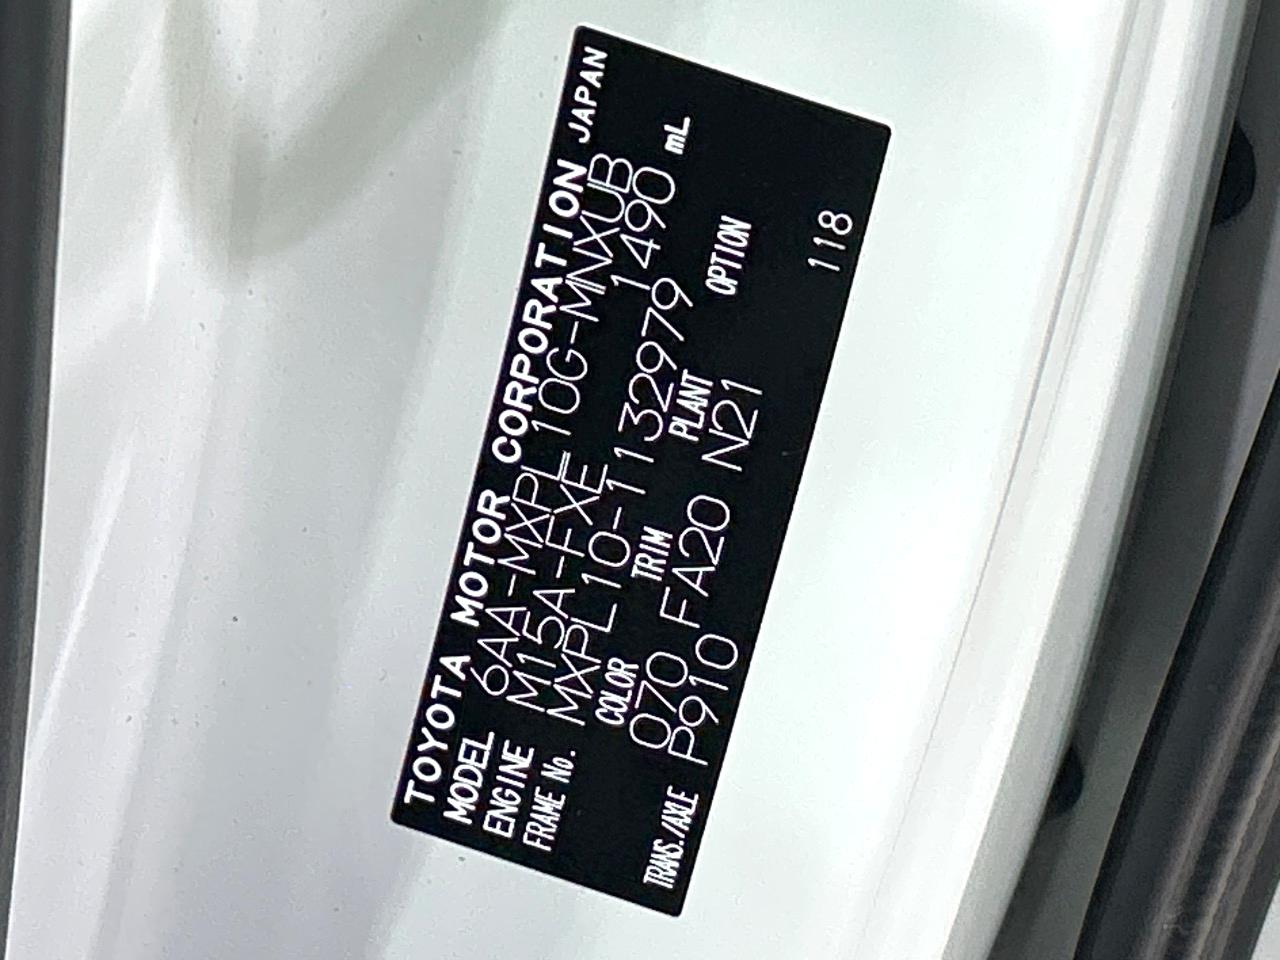 TOYOTA MOTOR CORPORATION JAPAN
MODEL 6AA-MXPL10G-MNXUB
ENGINE M15A-FXE 1490 mL
FRAME No. MXPL10-1132979
COLOR TRIM PLANT OPTION
070 FA20 N21
TRANS./AXLE P910 118